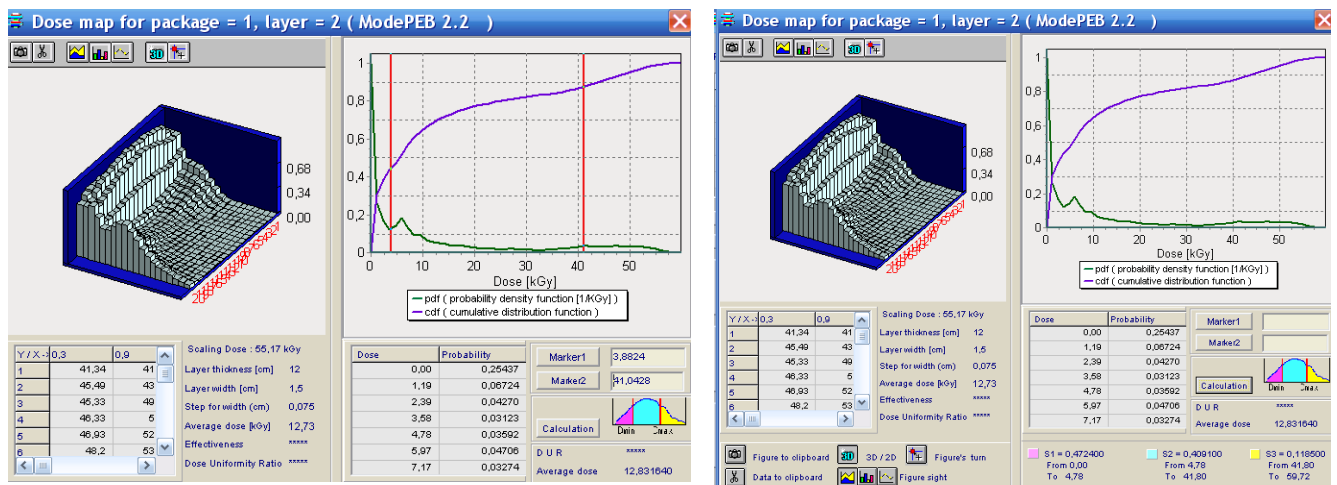 Dose map for package = 1, layer = 2 ( ModePEB 2.2 )
3D
0,68
0,34
0,00
1
0,8
0,6
0,4
0,2
0
0 10 20 30 40 50
Dose [kGy]
pdf ( probability density function [1/KGy] )
cdf ( cumulative distribution function )
Y / X -> 0,3 0,9
1 41,34 41
2 45,49 43
3 45,33 49
4 46,33 5
5 46,93 52
6 48,2 53
Scaling Dose : 55,17 kGy
Layer thickness [cm] 12
Layer width [cm] 1,5
Step for width (cm) 0,075
Average dose [kGy] 12,73
Effectiveness *****
Dose Uniformity Ratio *****
Dose Probability
0,00 0,25437
1,19 0,06724
2,39 0,04270
3,58 0,03123
4,78 0,03592
5,97 0,04706
7,17 0,03274
Marker1 3,8824
Marker2 41,0428
Calculation
Dmin Dmax
D U R *****
Average dose 12,831640
Dose map for package = 1, layer = 2 ( ModePEB 2.2 )
3D
0,68
0,34
0,00
1
0,8
0,6
0,4
0,2
0
0 10 20 30 40 50
Dose [kGy]
pdf ( probability density function [1/KGy] )
cdf ( cumulative distribution function )
Y / X -> 0,3 0,9
1 41,34 41
2 45,49 43
3 45,33 49
4 46,33 5
5 46,93 52
6 48,2 53
Scaling Dose : 55,17 kGy
Layer thickness [cm] 12
Layer width [cm] 1,5
Step for width (cm) 0,075
Average dose [kGy] 12,73
Effectiveness *****
Dose Uniformity Ratio *****
Dose Probability
0,00 0,25437
1,19 0,06724
2,39 0,04270
3,58 0,03123
4,78 0,03592
5,97 0,04706
7,17 0,03274
Marker1
Marker2
Calculation
Dmin Dmax
D U R *****
Average dose 12,831640
Figure to clipboard 3D 3D / 2D Figure's turn
Data to clipboard Figure sight
S1 = 0,472400 S2 = 0,409100 S3 = 0,118500
From 0,00 From 4,78 From 41,80
To 4,78 To 41,80 To 59,72